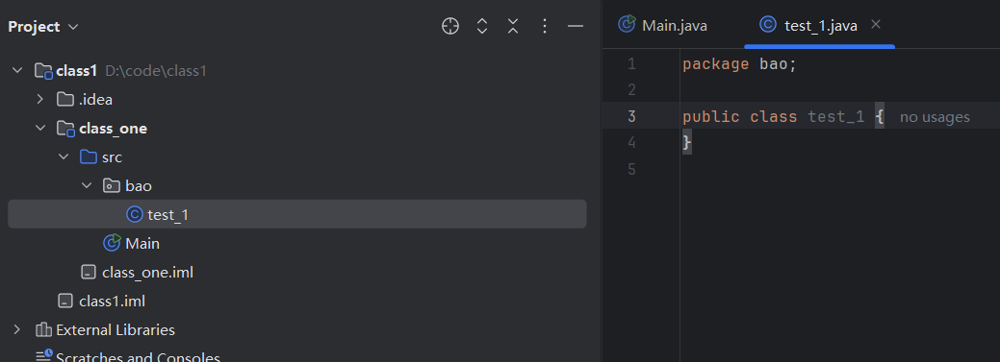 Project
class1 D:\code\class1
.idea
class_one
src
bao
test_1
Main
class_one.iml
class1.iml
External Libraries
Scratches and Consoles
Main.java test_1.java
1 package bao;
2
3 public class test_1 { no usages
4 }
5